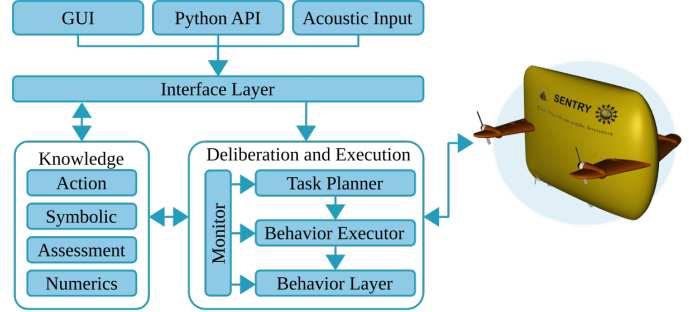 GUI
Python API
Acoustic Input
Interface Layer
Knowledge
Action
Symbolic
Assessment
Numerics
Deliberation and Execution
Monitor
Task Planner
Behavior Executor
Behavior Layer
SENTRY